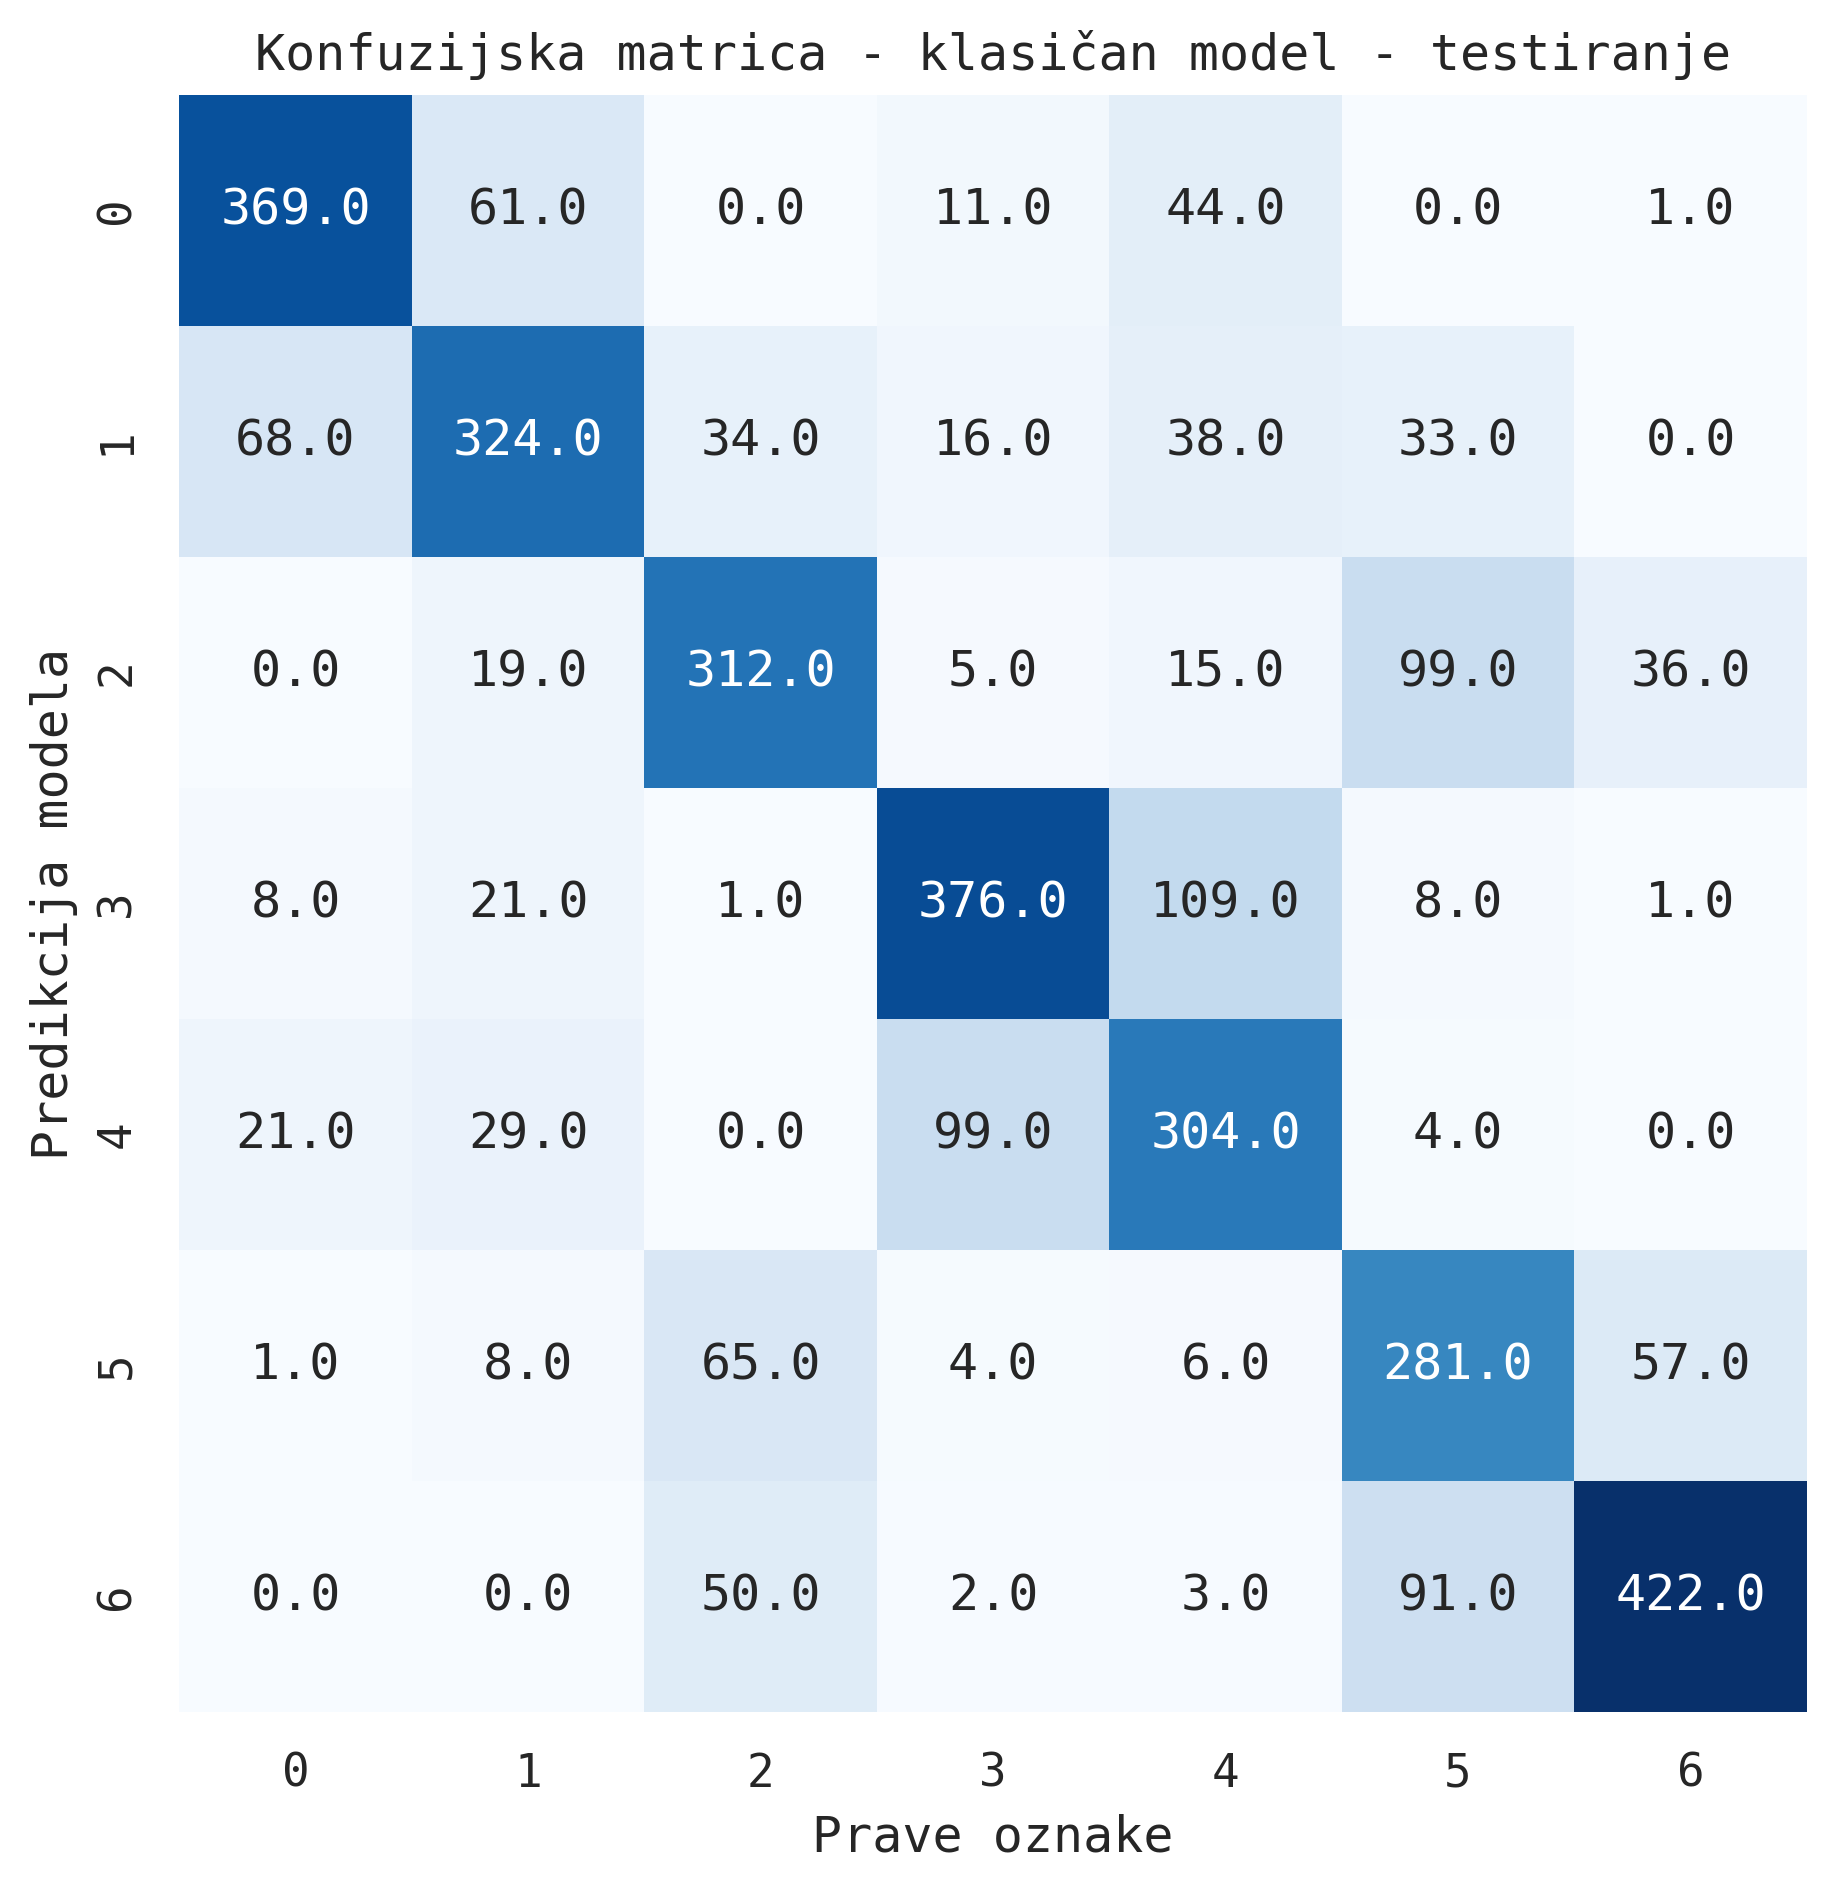 Konfuzijska matrica - klasičan model - testiranje
Predikcija modela
0 369.0 61.0 0.0 11.0 44.0 0.0 1.0
1 68.0 324.0 34.0 16.0 38.0 33.0 0.0
2 0.0 19.0 312.0 5.0 15.0 99.0 36.0
3 8.0 21.0 1.0 376.0 109.0 8.0 1.0
4 21.0 29.0 0.0 99.0 304.0 4.0 0.0
5 1.0 8.0 65.0 4.0 6.0 281.0 57.0
6 0.0 0.0 50.0 2.0 3.0 91.0 422.0
0 1 2 3 4 5 6
Prave oznake